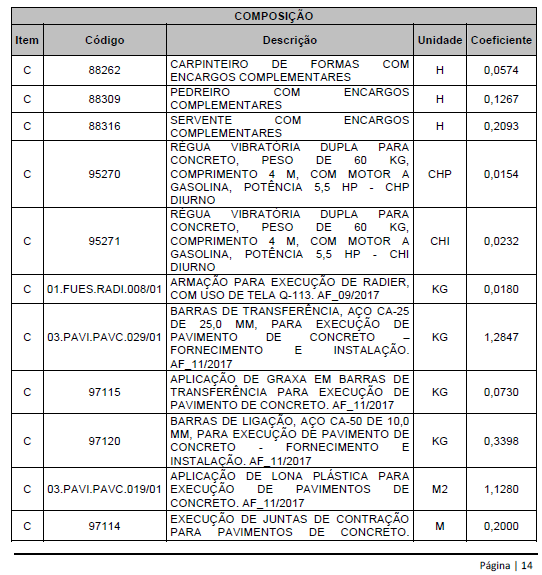 COMPOSIÇÃO
Item Código Descrição Unidade Coeficiente
C 88262 CARPINTEIRO DE FORMAS COM ENCARGOS COMPLEMENTARES H 0,0574
C 88309 PEDREIRO COM ENCARGOS COMPLEMENTARES H 0,1267
C 88316 SERVENTE COM ENCARGOS COMPLEMENTARES H 0,2093
C 95270 RÉGUA VIBRATÓRIA DUPLA PARA CONCRETO, PESO DE 60 KG, COMPRIMENTO 4 M, COM MOTOR A GASOLINA, POTÊNCIA 5,5 HP - CHP DIURNO CHP 0,0154
C 95271 RÉGUA VIBRATÓRIA DUPLA PARA CONCRETO, PESO DE 60 KG, COMPRIMENTO 4 M, COM MOTOR A GASOLINA, POTÊNCIA 5,5 HP - CHI DIURNO CHI 0,0232
C 01.FUES.RADI.008/01 ARMAÇÃO PARA EXECUÇÃO DE RADIER, COM USO DE TELA Q-113. AF_09/2017 KG 0,0180
C 03.PAVI.PAVC.029/01 BARRAS DE TRANSFERÊNCIA, AÇO CA-25 DE 25,0 MM, PARA EXECUÇÃO DE PAVIMENTO DE CONCRETO – FORNECIMENTO E INSTALAÇÃO. AF_11/2017 KG 1,2847
C 97115 APLICAÇÃO DE GRAXA EM BARRAS DE TRANSFERÊNCIA PARA EXECUÇÃO DE PAVIMENTO DE CONCRETO. AF_11/2017 KG 0,0730
C 97120 BARRAS DE LIGAÇÃO, AÇO CA-50 DE 10,0 MM, PARA EXECUÇÃO DE PAVIMENTO DE CONCRETO - FORNECIMENTO E INSTALAÇÃO. AF_11/2017 KG 0,3398
C 03.PAVI.PAVC.019/01 APLICAÇÃO DE LONA PLÁSTICA PARA EXECUÇÃO DE PAVIMENTOS DE CONCRETO. AF_11/2017 M2 1,1280
C 97114 EXECUÇÃO DE JUNTAS DE CONTRAÇÃO PARA PAVIMENTOS DE CONCRETO. M 0,2000
Página | 14